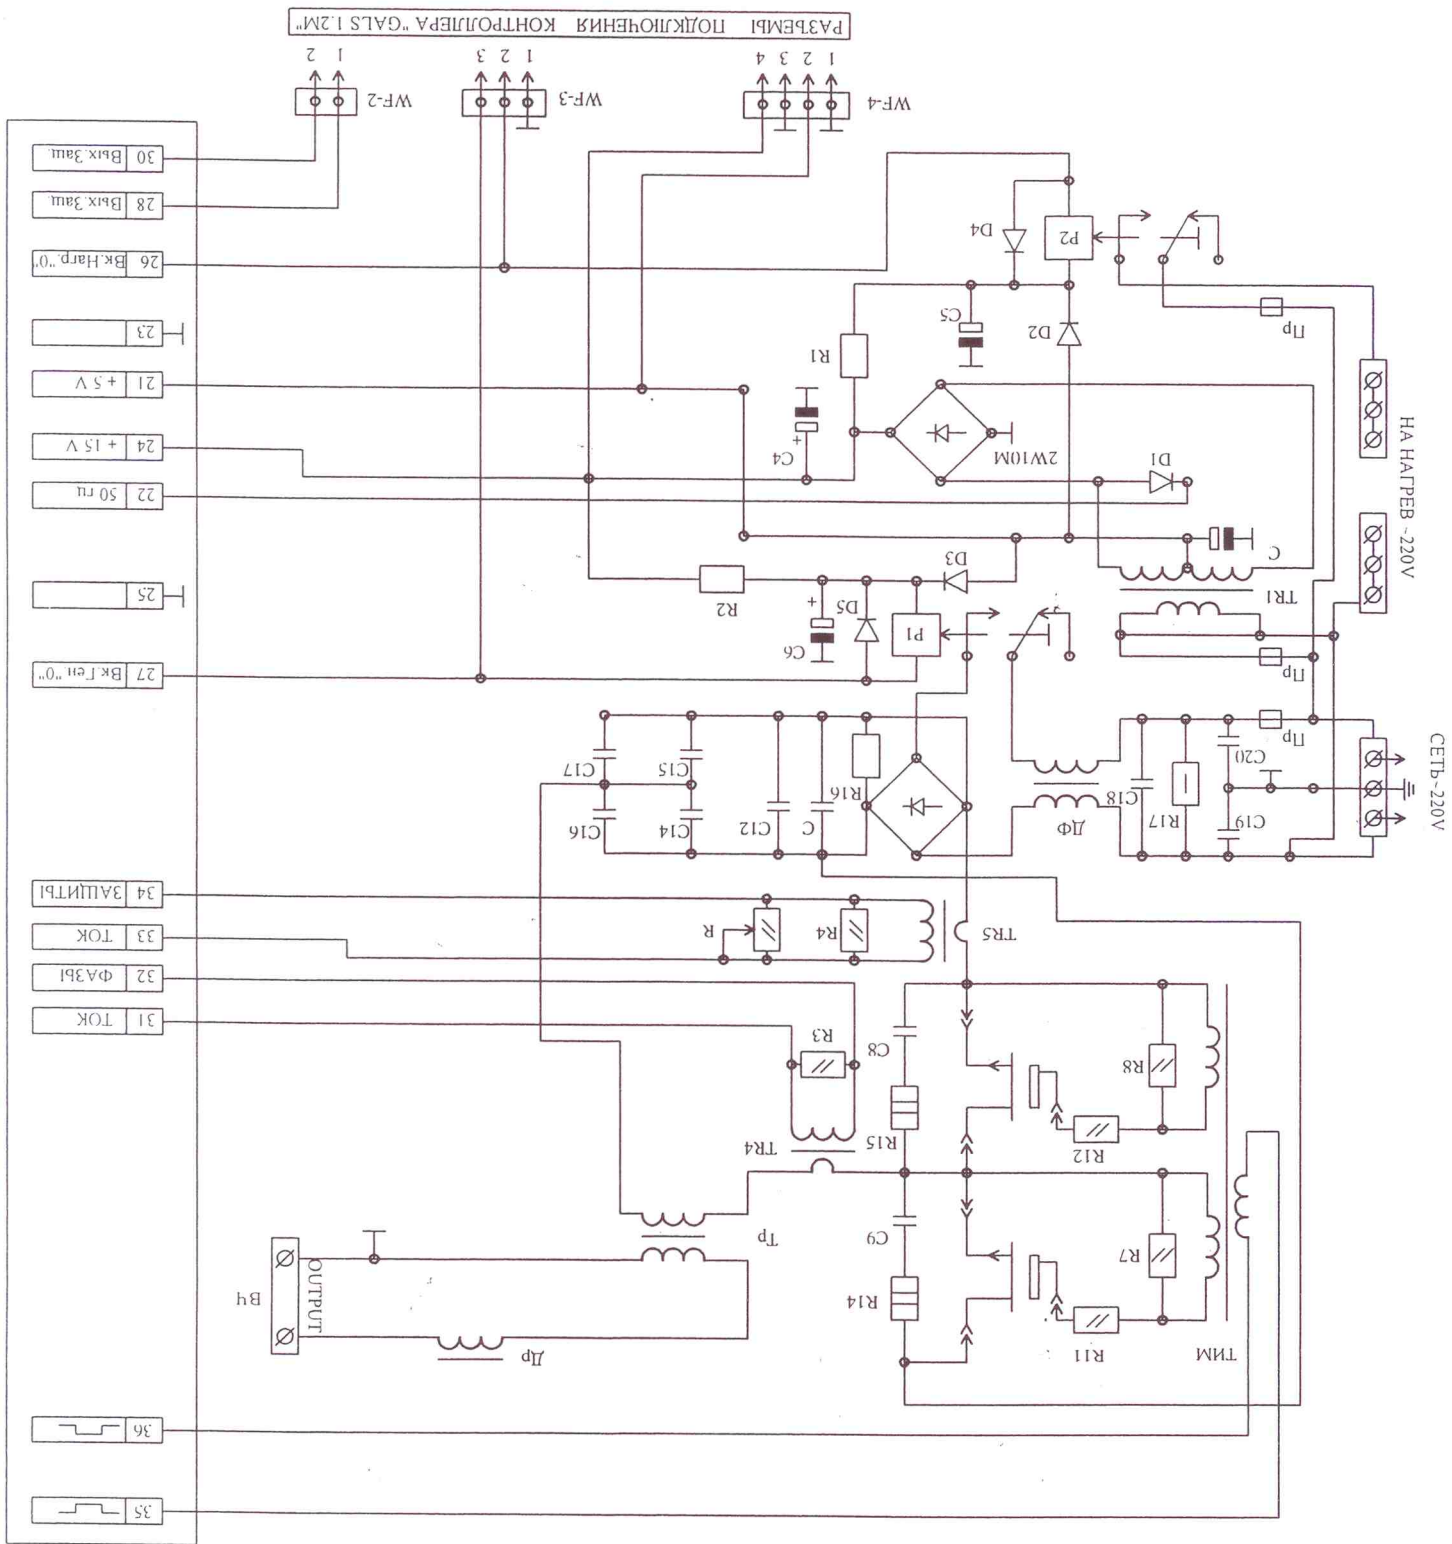 35
36
ТИМ
R11
Др
OUTPUT
ВЧ
R14
R7
C9
Тр
R12
R15
TR4
R8
C8
R3
31 ТОК
32 ФАЗЫ
33 ТОК
34 ЗАЩИТЫ
TR5
R4
R
СЕТЬ~220V
C19
R17
C18
ДФ
C
C12
C14
C16
C20
Пр
R16
C15
C17
27 Вк.Ген."0"
Пр
P1
D5
C6
TR1
R2
25
C
D3
НА НАГРЕВ ~220V
22 50 гц
24 + 15 V
D1
2W10M
C4
21 + 5 V
R1
D2
C5
23
Пр
26 Вк.Нагр."0"
P2
D4
28 Вых.Защ.
30 Вых.Защ.
WF-4
WF-3
WF-2
1 2 3 4
1 2 3
1 2
РАЗЪЕМЫ ПОДКЛЮЧЕНИЯ КОНТРОЛЛЕРА "GALS 1.2M"